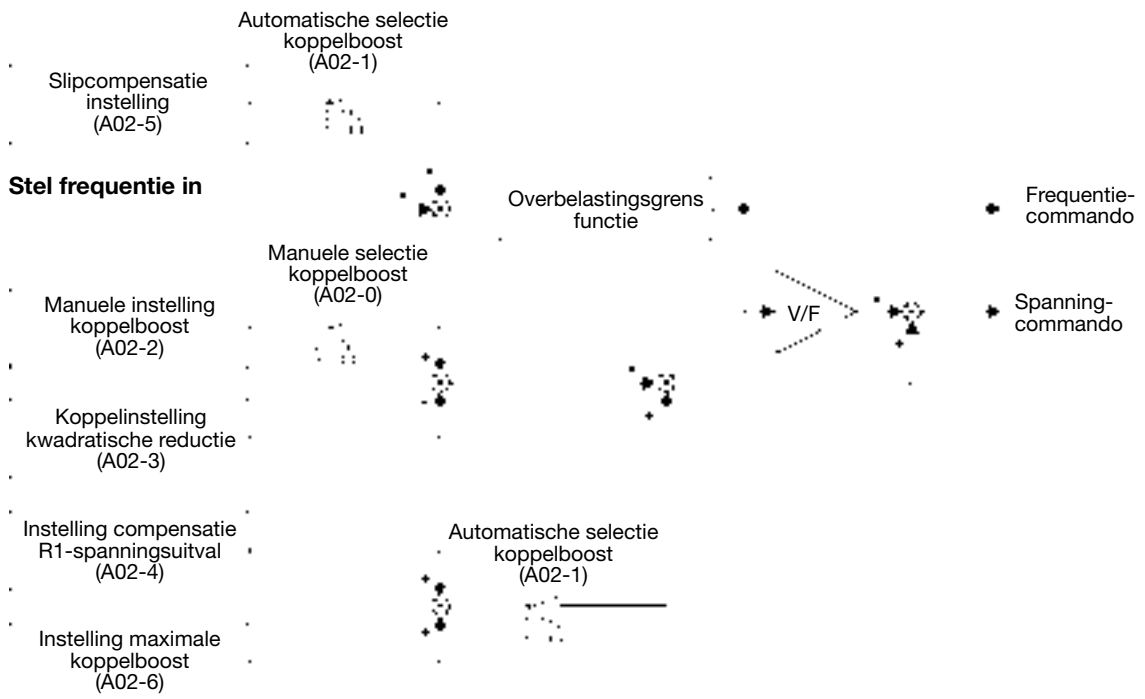 Automatische selectie
koppelboost
(A02-1)
Slipcompensatie
instelling
(A02-5)
Stel frequentie in
Overbelastingsgrens
functie
Frequentie-
commando
Manuele selectie
koppelboost
(A02-0)
Manuele instelling
koppelboost
(A02-2)
V/F
Spanning-
commando
Koppelinstelling
kwadratische reductie
(A02-3)
Instelling compensatie
R1-spanningsuitval
(A02-4)
Automatische selectie
koppelboost
(A02-1)
Instelling maximale
koppelboost
(A02-6)